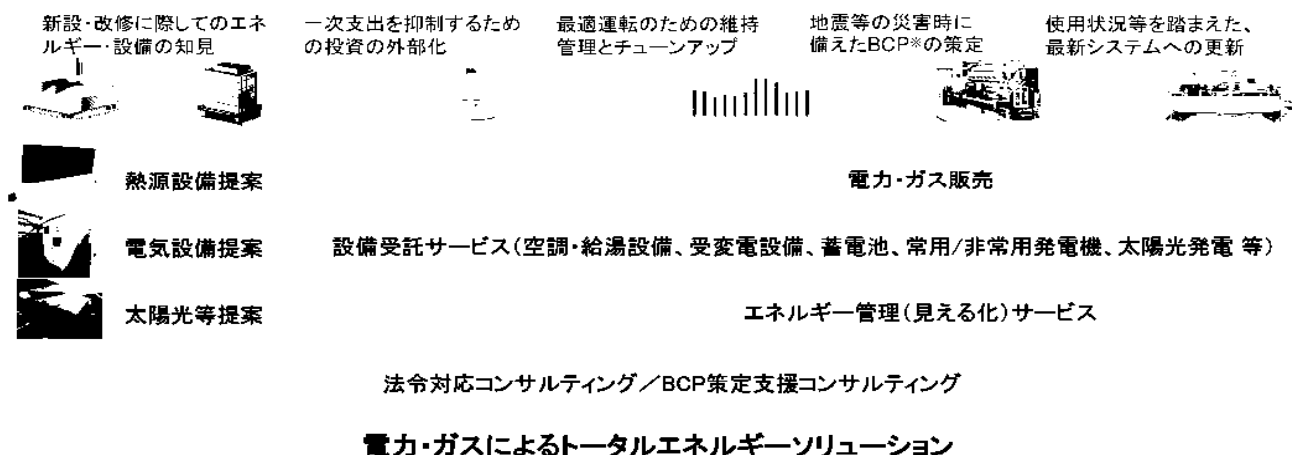 新設・改修に際してのエネ
ルギー・設備の知見
一次支出を抑制するため
の投資の外部化
最適運転のための維持
管理とチューンアップ
地震等の災害時に
備えたBCP※の策定
使用状況等を踏まえた、
最新システムへの更新
熱源設備提案
電力・ガス販売
電気設備提案
設備受託サービス(空調・給湯設備、受変電設備、蓄電池、常用/非常用発電機、太陽光発電 等)
太陽光等提案
エネルギー管理(見える化)サービス
法令対応コンサルティング/BCP策定支援コンサルティング
電力・ガスによるトータルエネルギーソリューション